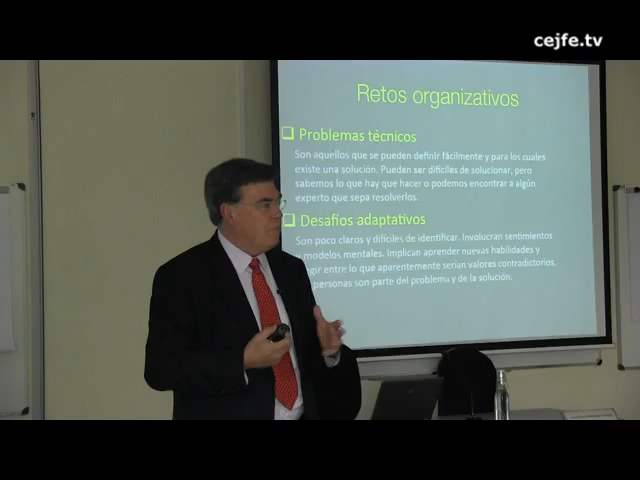 cejfe.tv
Retos organizativos
Problemas técnicos
Son aquellos que se pueden definir fácilmente y para los cuales
existe una solución. Pueden ser difíciles de solucionar, pero
sabemos lo que hay que hacer o podemos encontrar a algún
experto que sepa resolverlos.
Desafíos adaptativos
Son poco claros y difíciles de identificar. Involucran sentimientos
y modelos mentales. Implican aprender nuevas habilidades y
entre lo que aparentemente serían valores contradictorios.
personas son parte del problema y de la solución.